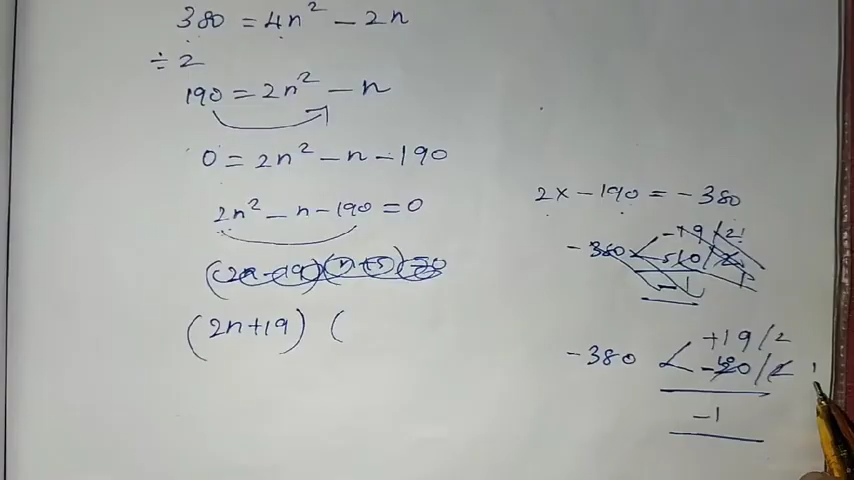 380 = 4n² - 2n
÷ 2
190 = 2n² - n
0 = 2n² - n - 190
2n² - n - 190 = 0
(2n + 19) (
2x - 190 = - 380
- 380
- 380 < +19/2
- 1